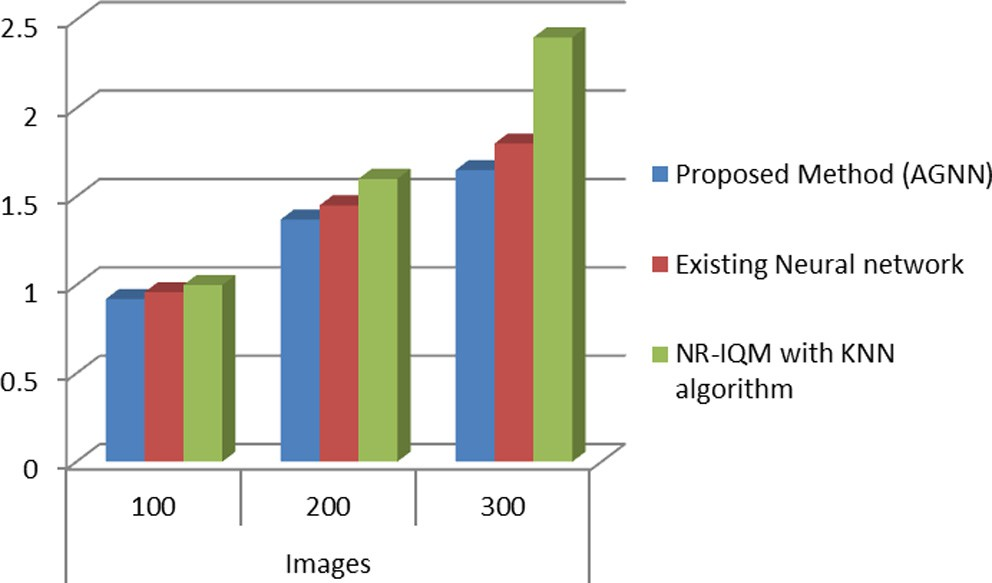 2.5
2
1.5
1
0.5
0
100 200 300
Images
Proposed Method (AGNN)
Existing Neural network
NR-IQM with KNN
algorithm